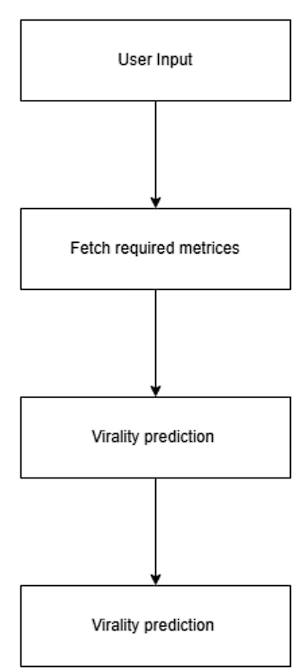 User Input
Fetch required metrices
Virality prediction
Virality prediction